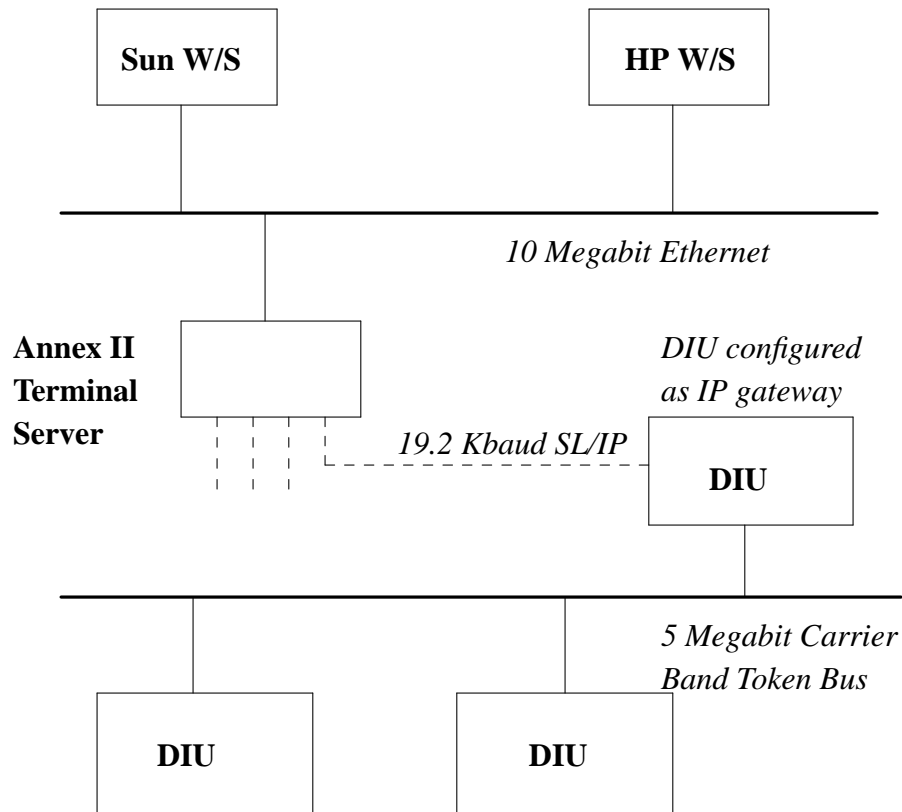 Sun W/S
HP W/S
10 Megabit Ethernet
Annex II
Terminal
Server
DIU configured
as IP gateway
19.2 Kbaud SL/IP
DIU
5 Megabit Carrier
Band Token Bus
DIU
DIU